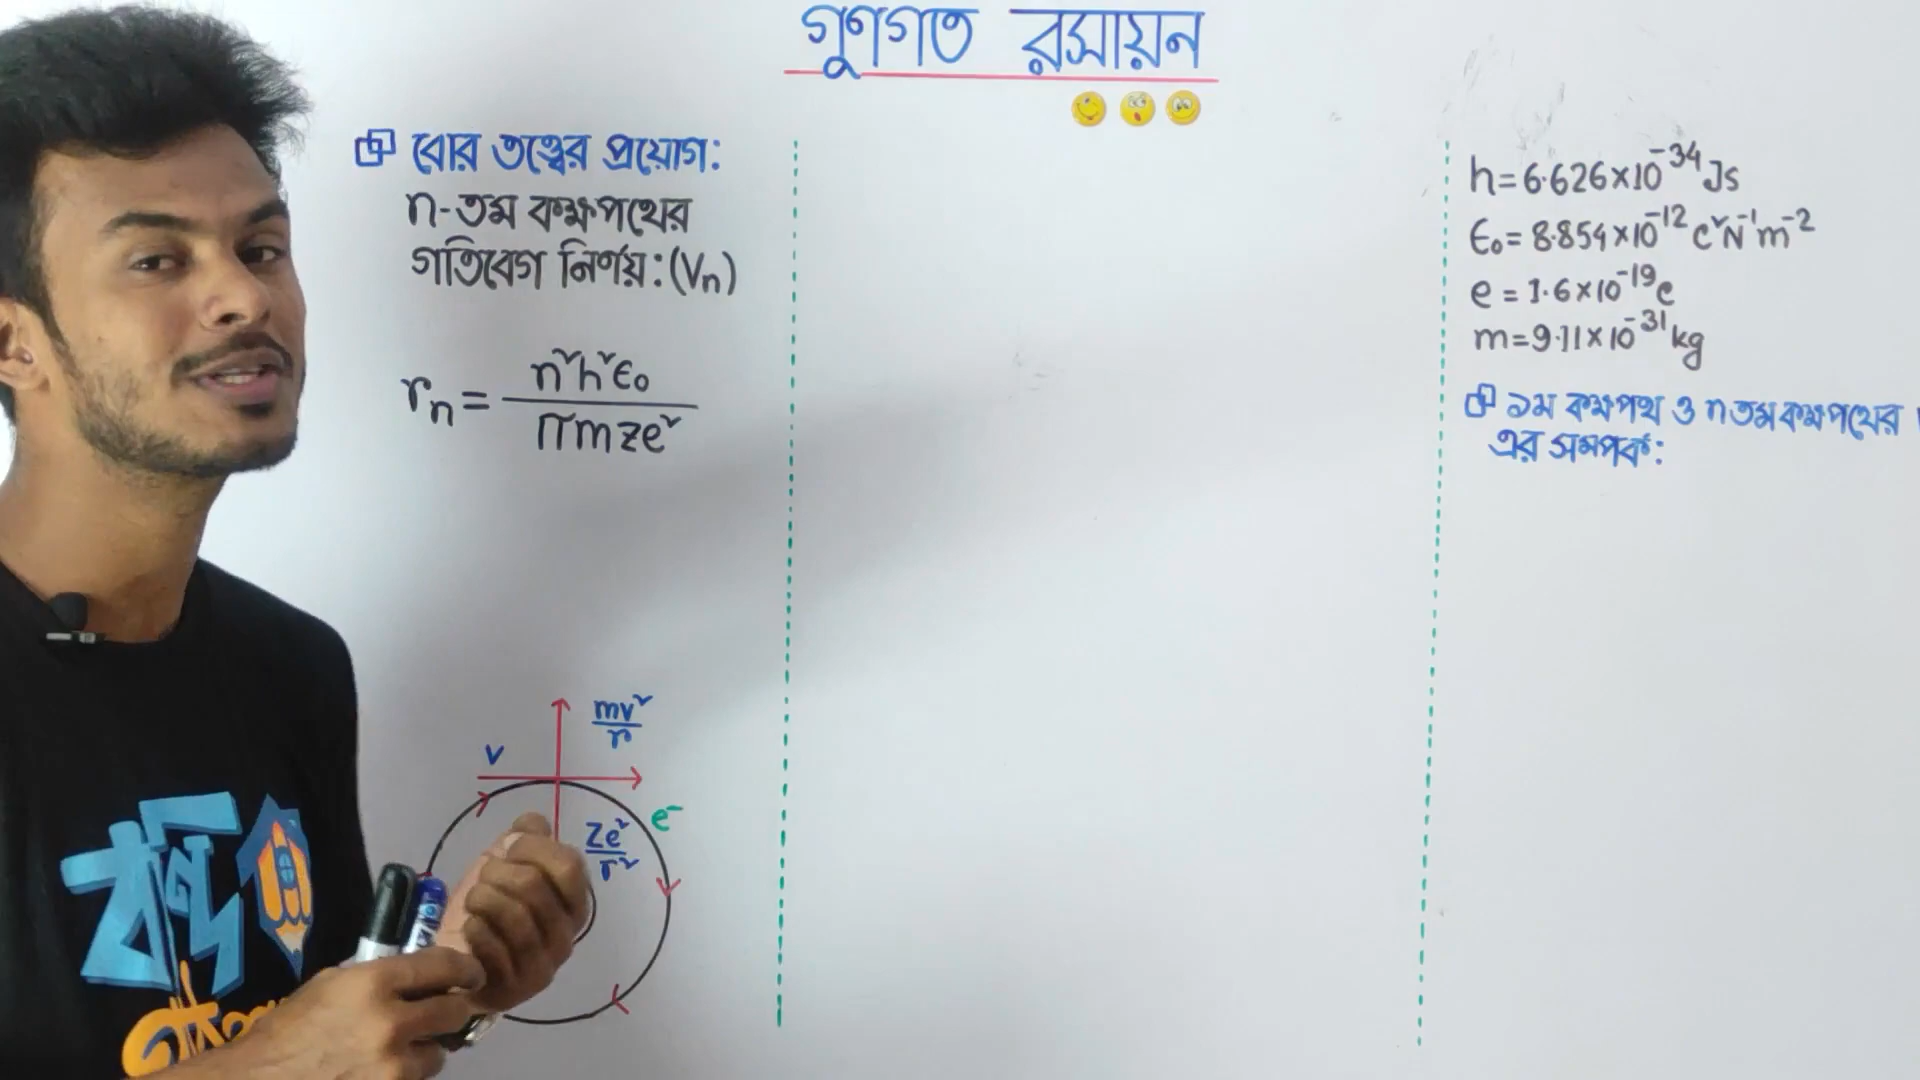 গুণগত রসায়ন
বোর তত্ত্বের প্রয়োগ:
n-তম কক্ষপথের
গতিবেগ নির্ণয়: (Vn)
rn = n²h²ϵ₀ / πmze²
mv²/r
v
e⁻
Ze²/r²
h = 6.626×10⁻³⁴ Js
ϵ₀ = 8.854×10⁻¹² C²N⁻¹m⁻²
e = 1.6×10⁻¹⁹ C
m = 9.11×10⁻³¹ kg
১ম কক্ষপথ ও n তম কক্ষপথের
এর সম্পর্ক: